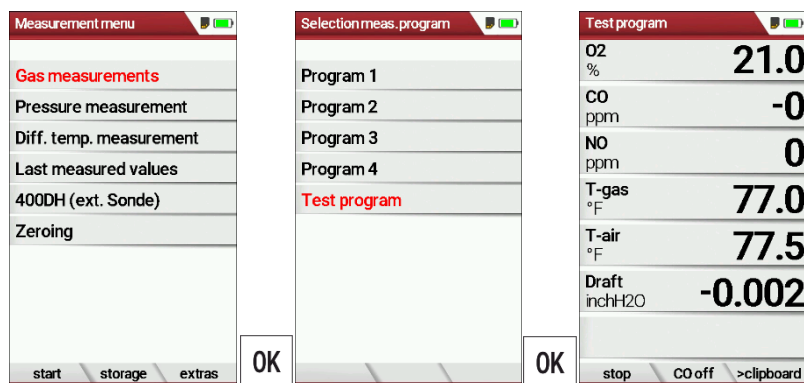 Measurement menu
Gas measurements
Pressure measurement
Diff. temp. measurement
Last measured values
400DH (ext. Sonde)
Zeroing
start storage extras
OK
Selection meas.program
Program 1
Program 2
Program 3
Program 4
Test program
OK
Test program
O2
% 21.0
CO
ppm -0
NO
ppm 0
T-gas
°F 77.0
T-air
°F 77.5
Draft
inchH2O -0.002
stop CO off >clipboard